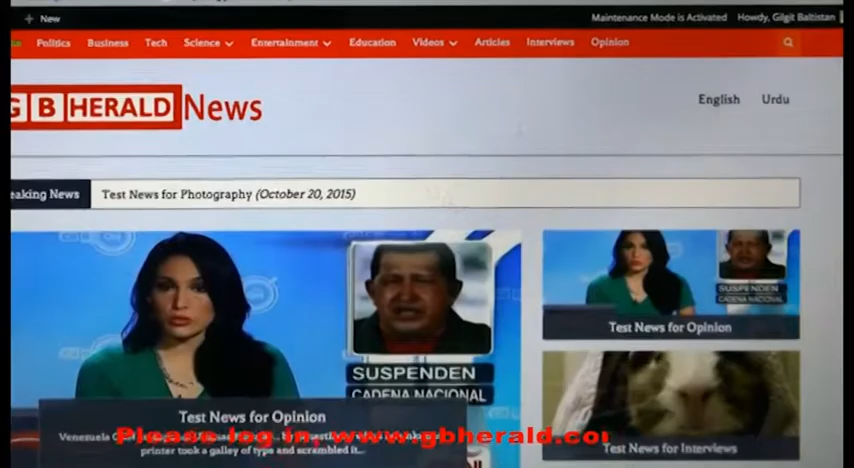 New
Maintenance Mode is Activated Howdy, Gilgit Baltistan
Politics Business Tech Science Entertainment Education Videos Articles Interviews Opinion
G B HERALD News
English Urdu
eaking News Test News for Photography (October 20, 2015)
SUSPENDEN
CADENA NACIONAL
Test News for Opinion
SUSPENDEN
CADENA NACIONAL
Test News for Opinion
Venezuela
printer took a galley of type and scrambled it...
Please log in, www.gbherald.com
Test News for Interviews